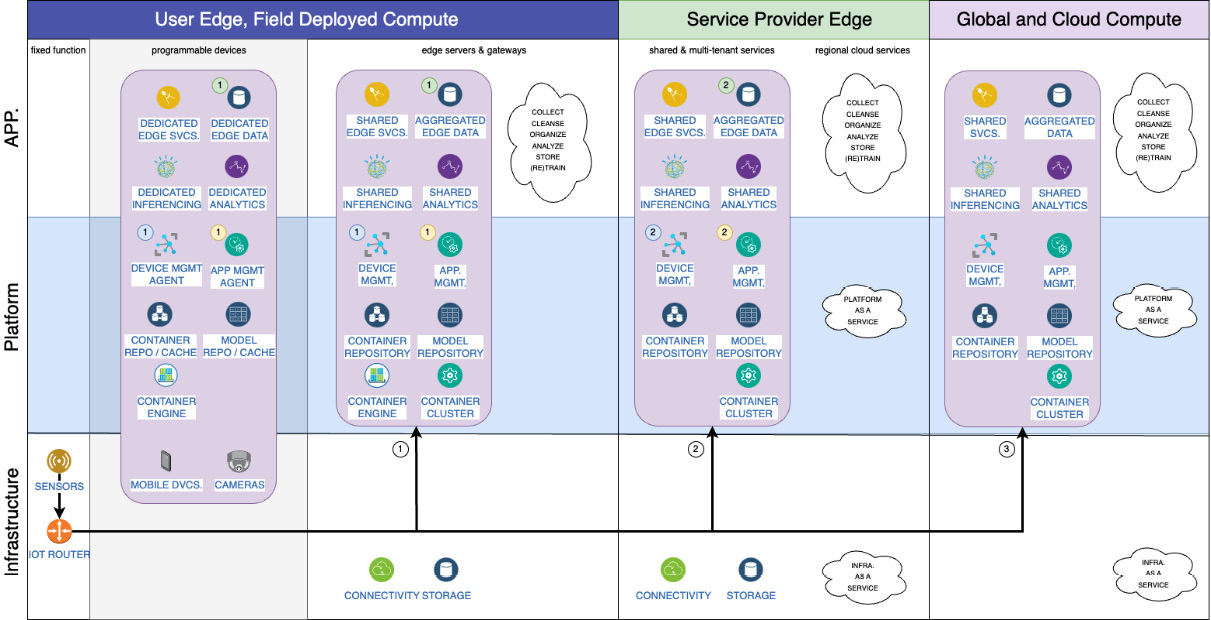 User Edge, Field Deployed Compute
Service Provider Edge
Global and Cloud Compute
fixed function
programmable devices
edge servers & gateways
shared & multi-tenant services
regional cloud services
APP.
1
DEDICATED
EDGE SVCS.
DEDICATED
EDGE DATA
DEDICATED
INFERENCING
DEDICATED
ANALYTICS
1
SHARED
EDGE SVCS.
AGGREGATED
EDGE DATA
SHARED
INFERENCING
SHARED
ANALYTICS
COLLECT
CLEANSE
ORGANIZE
ANALYZE
STORE
(RE)TRAIN
2
SHARED
EDGE SVCS.
AGGREGATED
EDGE DATA
SHARED
INFERENCING
SHARED
ANALYTICS
COLLECT
CLEANSE
ORGANIZE
ANALYZE
STORE
(RE)TRAIN
SHARED
SVCS.
AGGREGATED
DATA
SHARED
INFERENCING
SHARED
ANALYTICS
COLLECT
CLEANSE
ORGANIZE
ANALYZE
STORE
(RE)TRAIN
Platform
1
1
DEVICE MGMT
AGENT
APP MGMT
AGENT
CONTAINER
REPO / CACHE
MODEL
REPO / CACHE
CONTAINER
ENGINE
1
1
DEVICE
MGMT,
APP.
MGMT.
CONTAINER
REPOSITORY
MODEL
REPOSITORY
CONTAINER
ENGINE
CONTAINER
CLUSTER
2
2
DEVICE
MGMT,
APP.
MGMT.
CONTAINER
REPOSITORY
MODEL
REPOSITORY
CONTAINER
CLUSTER
PLATFORM
AS A
SERVICE
DEVICE
MGMT,
APP.
MGMT.
CONTAINER
REPOSITORY
MODEL
REPOSITORY
CONTAINER
CLUSTER
PLATFORM
AS A
SERVICE
Infrastructure
SENSORS
IOT ROUTER
MOBILE DVCS.
CAMERAS
1
2
3
CONNECTIVITY
STORAGE
CONNECTIVITY
STORAGE
INFRA.
AS A
SERVICE
INFRA.
AS A
SERVICE